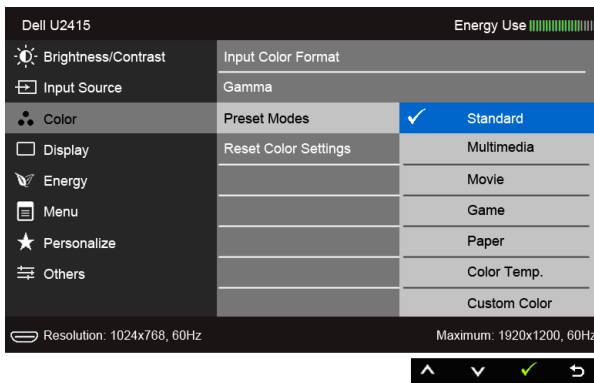 Dell U2415 Energy Use
Brightness/Contrast Input Color Format
Input Source Gamma
Color Preset Modes Standard
Display Reset Color Settings Multimedia
Energy Movie
Menu Game
Personalize Paper
Others Color Temp.
Custom Color
Resolution: 1024x768, 60Hz Maximum: 1920x1200, 60Hz